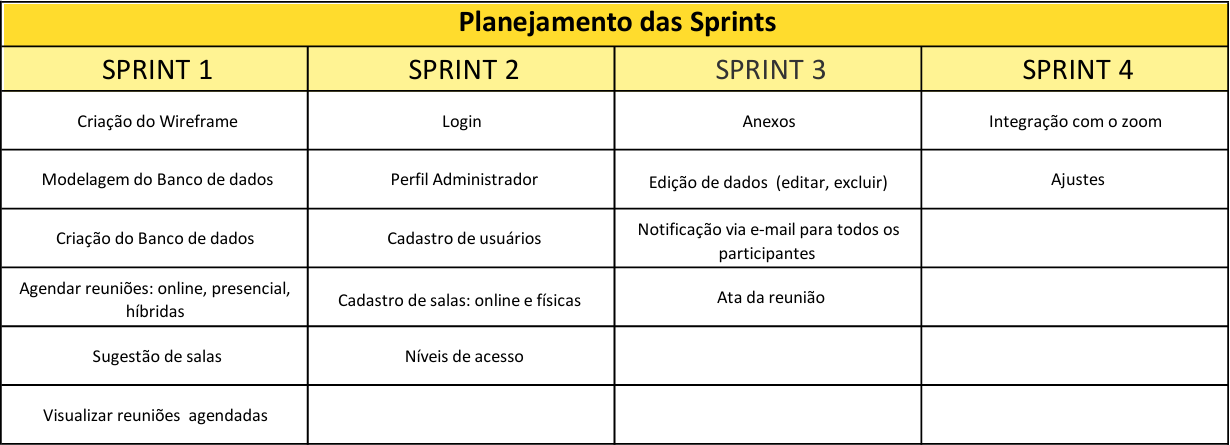 Planejamento das Sprints
SPRINT 1
SPRINT 2
SPRINT 3
SPRINT 4
Criação do Wireframe
Login
Anexos
Integração com o zoom
Modelagem do Banco de dados
Perfil Administrador
Edição de dados  (editar, excluir)
Ajustes
Criação do Banco de dados
Cadastro de usuários
Notificação via e-mail para todos os
participantes
Agendar reuniões: online, presencial,
híbridas
Cadastro de salas: online e físicas
Ata da reunião
Sugestão de salas
Níveis de acesso
Visualizar reuniões  agendadas